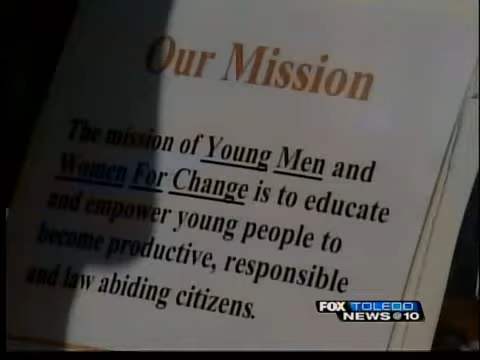 Our Mission
The mission of Young Men and
Women For Change is to educate
and empower young people to
become productive, responsible
and law abiding citizens.
FOX TOLEDO
NEWS @ 10